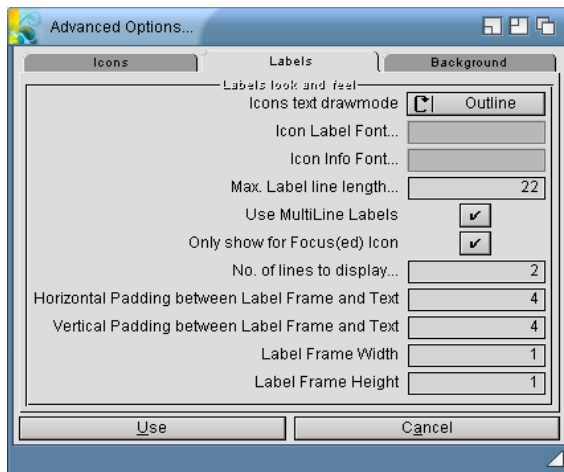 Advanced Options...
Icons Labels Background
Labels look and feel
Icons text drawmode Outline
Icon Label Font...
Icon Info Font...
Max. Label line length... 22
Use MultiLine Labels
Only show for Focus(ed) Icon
No. of lines to display... 2
Horizontal Padding between Label Frame and Text 4
Vertical Padding between Label Frame and Text 4
Label Frame Width 1
Label Frame Height 1
Use Cancel